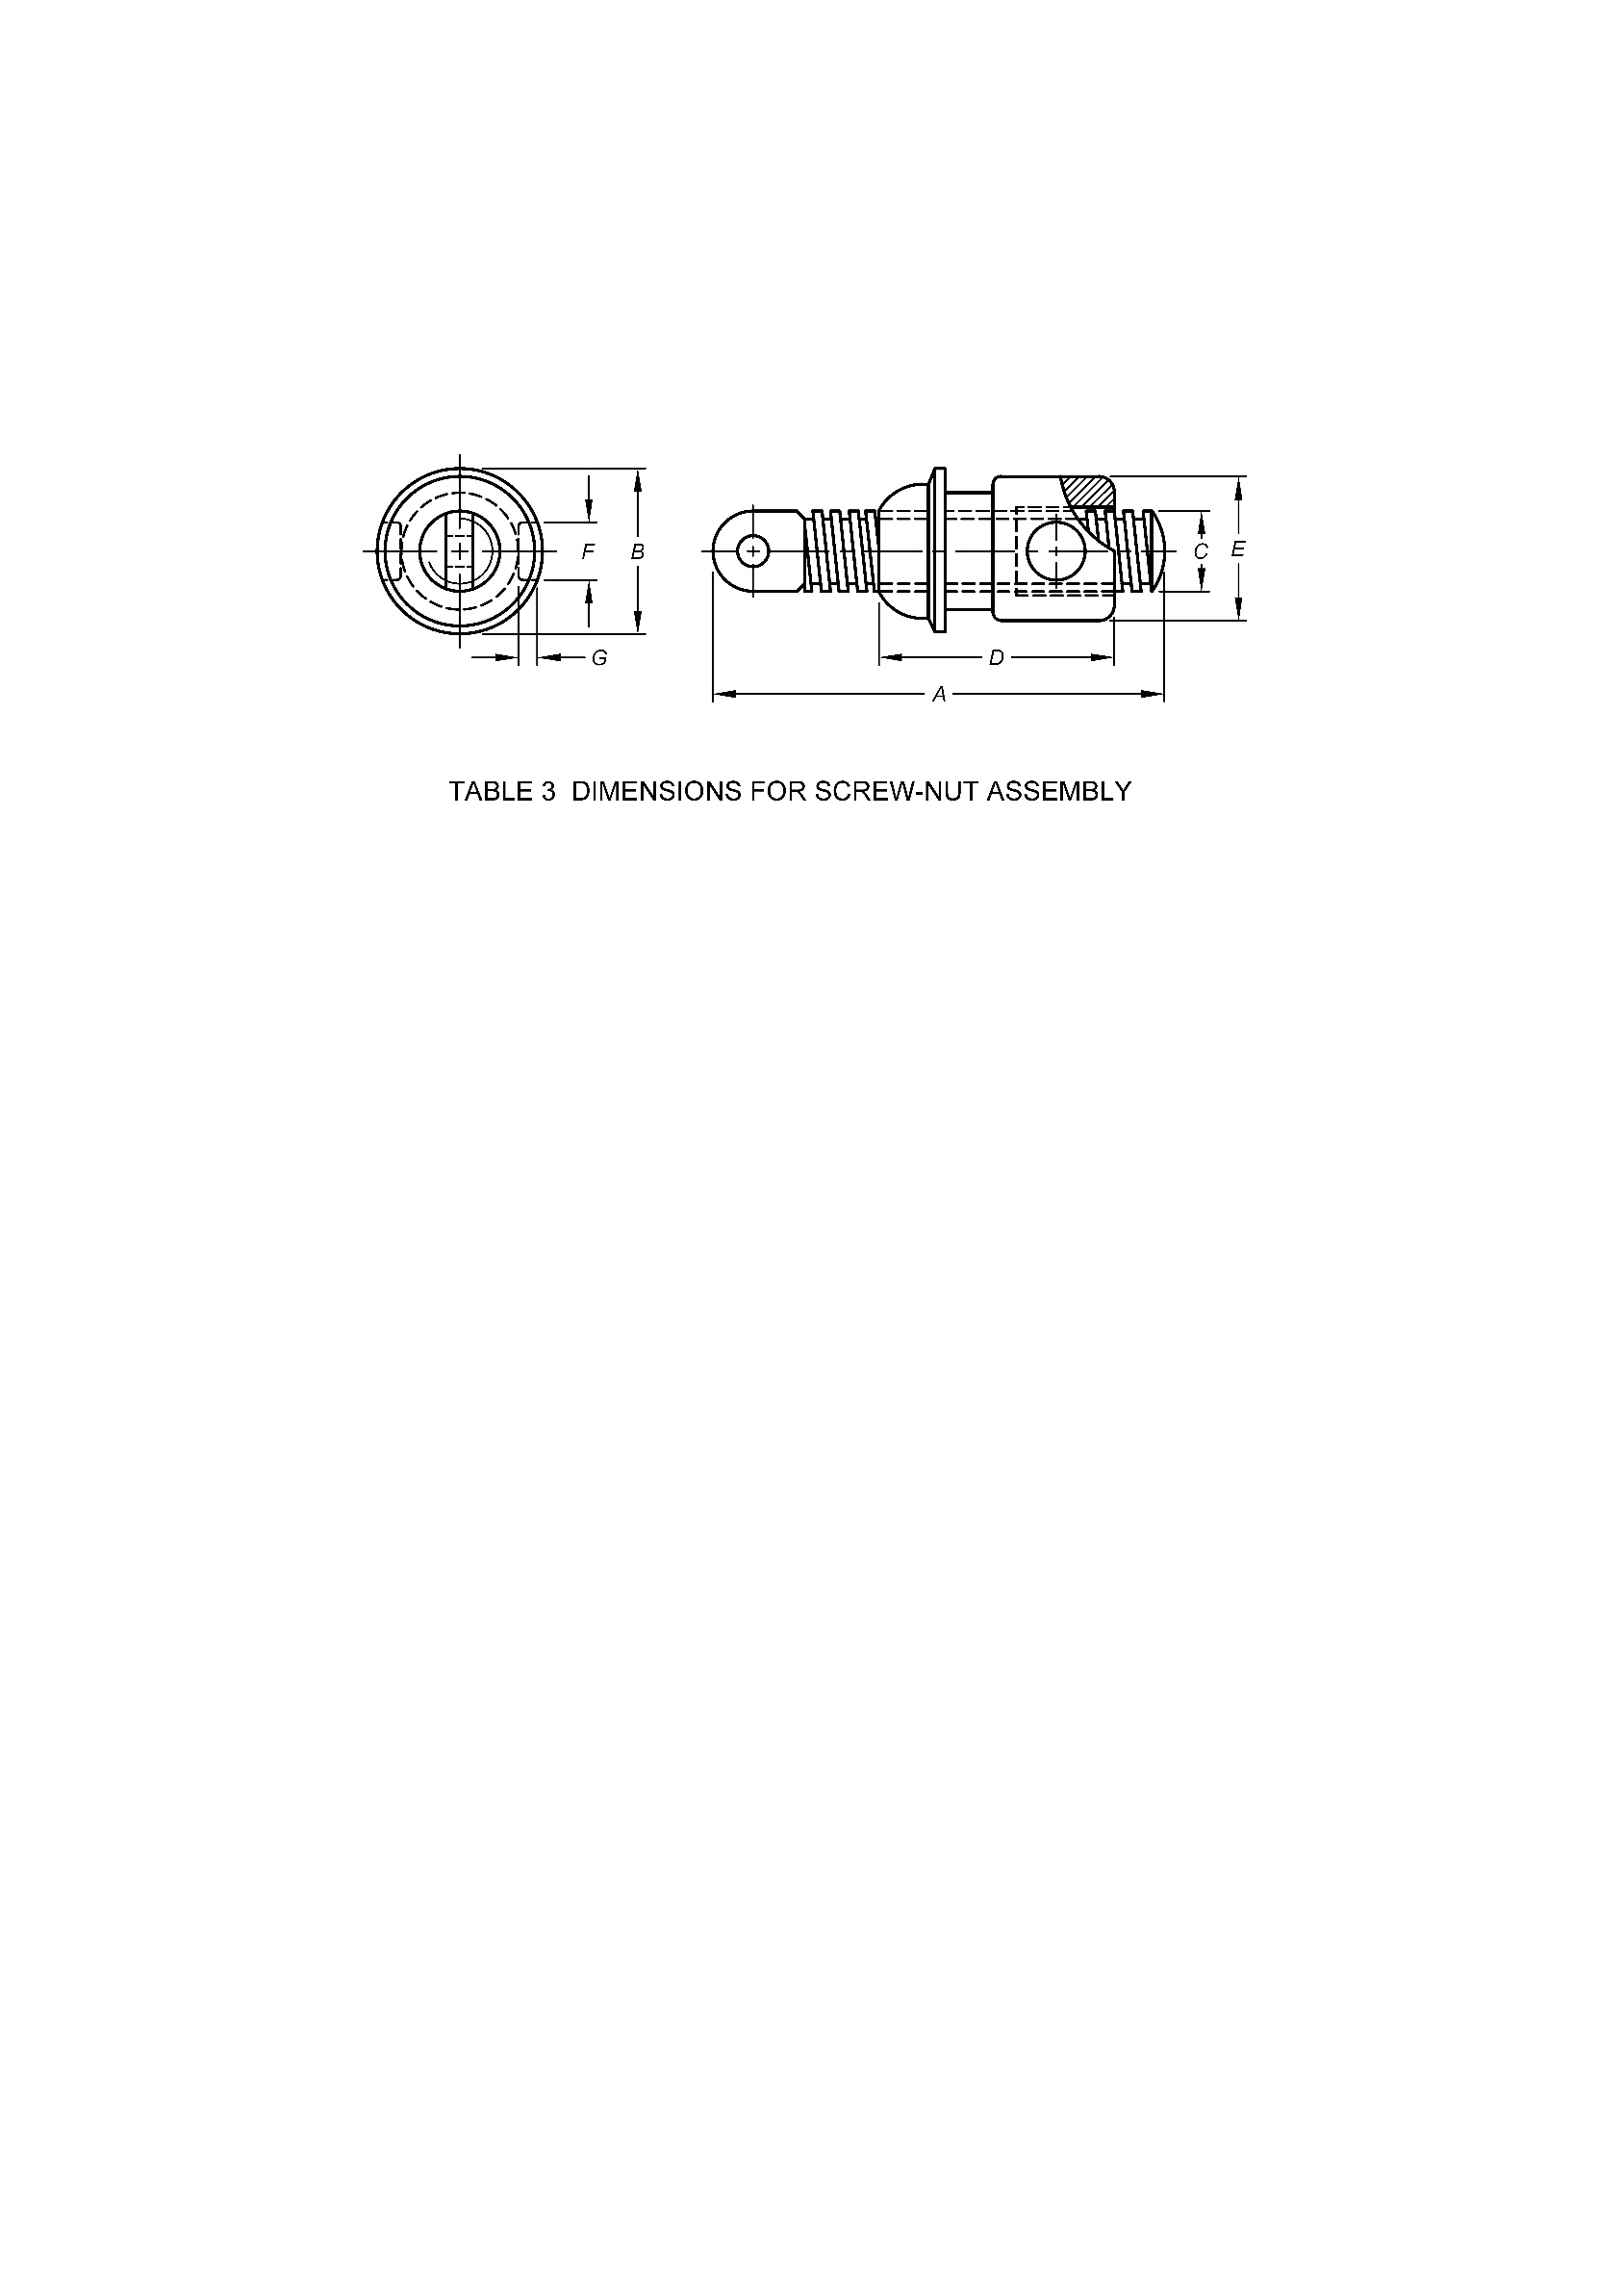 F
B
C
E
G
D
A
TABLE 3 DIMENSIONS FOR SCREW-NUT ASSEMBLY